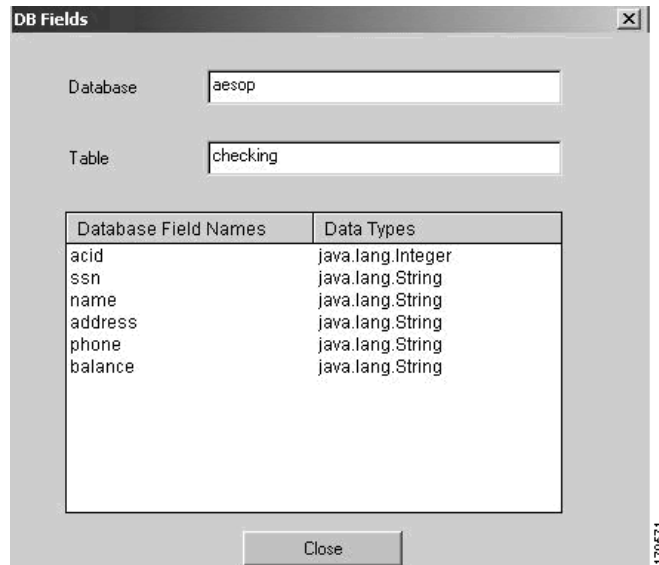 DB Fields
Database aesop
Table checking
Database Field Names Data Types
acid java.lang.Integer
ssn java.lang.String
name java.lang.String
address java.lang.String
phone java.lang.String
balance java.lang.String
Close